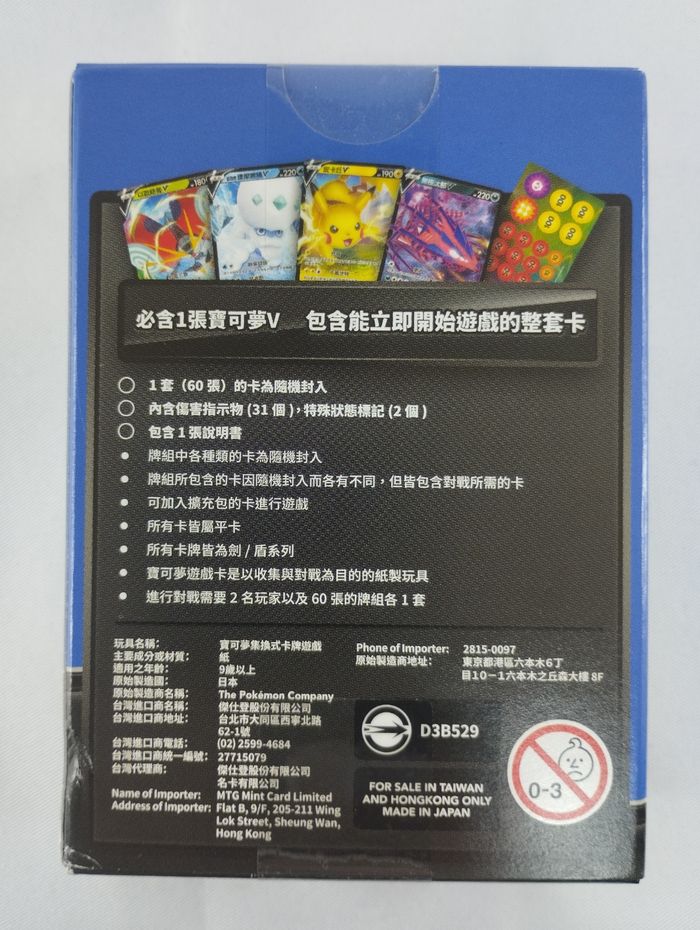 180
220
皮卡丘V
190
220
100
100
100
100
必含1張寶可夢V 包含能立即開始遊戲的整套卡
○ 1套（60 張）的卡為隨機封入
○ 內含傷害指示物 (31 個 )，特殊狀態標記 (2 個 )
○ 包含 1 張說明書
• 牌組中各種類的卡為隨機封入
• 牌組所包含的卡因隨機封入而各有不同，但皆包含對戰所需的卡
• 可加入擴充包的卡進行遊戲
• 所有卡皆屬平卡
• 所有卡牌皆為劍 / 盾系列
• 寶可夢遊戲卡是以收集與對戰為目的的紙製玩具
• 進行對戰需要 2 名玩家以及 60 張的牌組各 1 套
玩具名稱： 寶可夢集換式卡牌遊戲
主要成分或材質： 紙
適用之年齡： 9歲以上
原始製造國： 日本
原始製造商名稱： The Pokémon Company
台灣進口商名稱： 傑仕登股份有限公司
台灣進口商地址： 台北市大同區西寧北路
62-1號
台灣進口商電話： (02) 2599-4684
台灣進口商統一編號： 27715079
台灣代理商： 傑仕登股份有限公司
名卡有限公司
Name of Importer: MTG Mint Card Limited
Address of Importer: Flat B, 9/F, 205-211 Wing
Lok Street, Sheung Wan,
Hong Kong
Phone of Importer: 2815-0097
原始製造商地址： 東京都港區六本木6丁
目10－1六本木之丘森大樓 8F
D3B529
FOR SALE IN TAIWAN
AND HONGKONG ONLY
MADE IN JAPAN
0-3